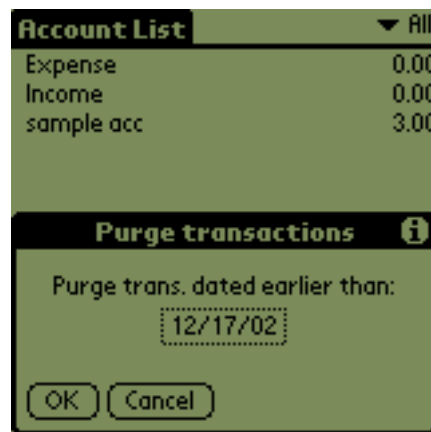 Account List All
Expense 0.00
Income 0.00
sample acc 3.00
Purge transactions i
Purge trans. dated earlier than:
12/17/02
OK Cancel